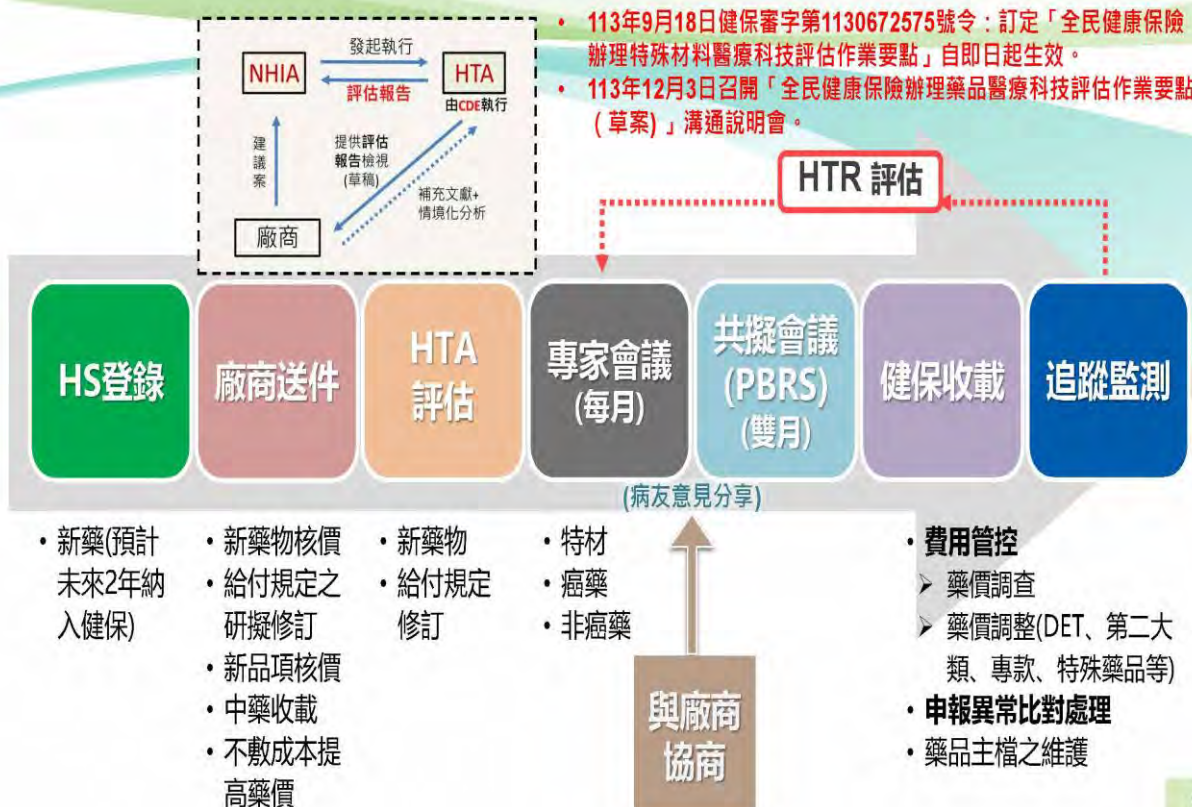 • 113年9月18日健保審字第1130672575號令：訂定「全民健康保險
辦理特殊材料醫療科技評估作業要點」自即日起生效。
• 113年12月3日召開「全民健康保險辦理藥品醫療科技評估作業要點
(草案)」溝通說明會。
NHIA
發起執行
評估報告
HTA
由CDE執行
建
議
案
提供評估
報告檢視
(草稿)
補充文獻+
情境化分析
廠商
HTR 評估
HS登錄
廠商送件
HTA
評估
專家會議
(每月)
共擬會議
(PBRS)
(雙月)
健保收載
追蹤監測
(病友意見分享)
• 新藥(預計
未來2年納
入健保)
• 新藥物核價
• 給付規定之
研擬修訂
• 新品項核價
• 中藥收載
• 不敷成本提
高藥價
• 新藥物
• 給付規定
修訂
• 特材
• 癌藥
• 非癌藥
與廠商
協商
• 費用管控
➢ 藥價調查
➢ 藥價調整(DET、第二大
類、專款、特殊藥品等)
• 申報異常比對處理
• 藥品主檔之維護